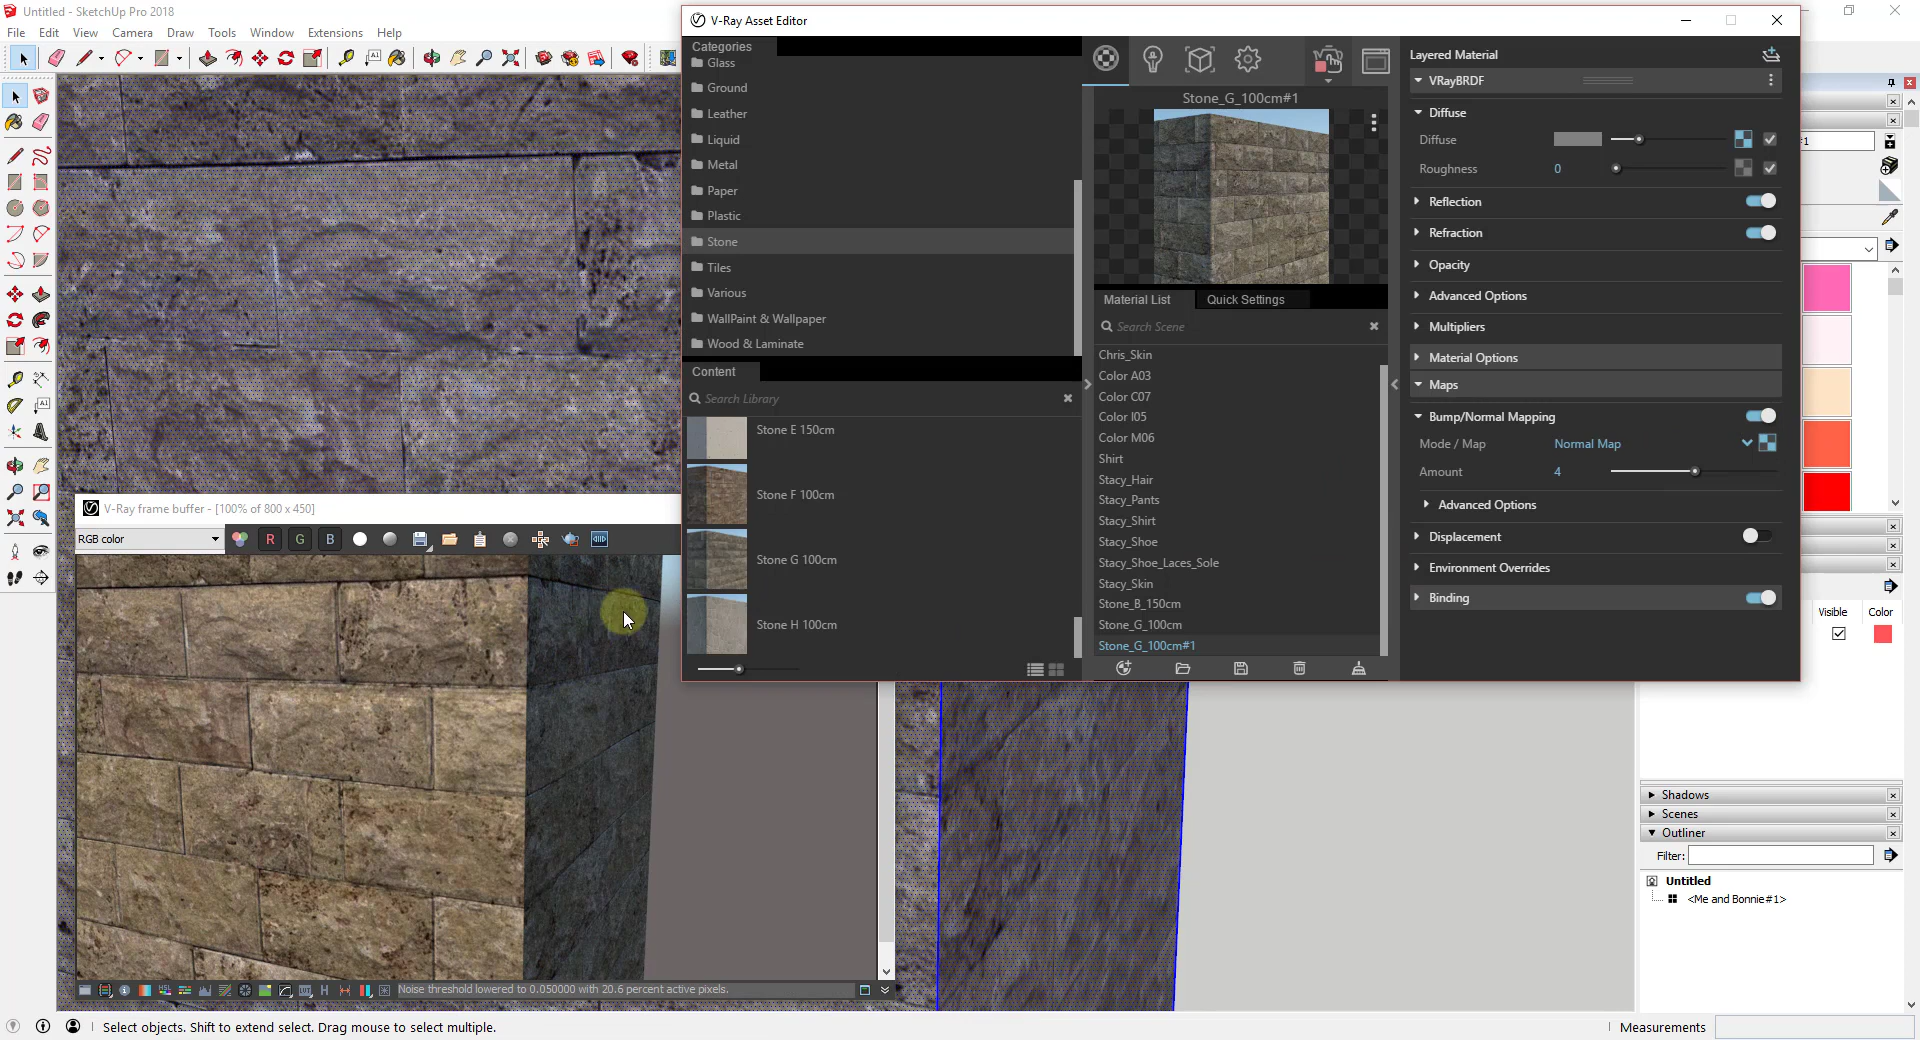 Untitled - SketchUp Pro 2018
File Edit View Camera Draw Tools Window Extensions Help
V-Ray Asset Editor
Categories
Glass
Ground
Leather
Liquid
Metal
Paper
Plastic
Stone
Tiles
Various
WallPaint & Wallpaper
Wood & Laminate
Content
Search Library
Stone E 150cm
Stone F 100cm
Stone G 100cm
Stone H 100cm
Stone_G_100cm#1
Material List Quick Settings
Search Scene
Chris_Skin
Color A03
Color C07
Color I05
Color M06
Shirt
Stacy_Hair
Stacy_Pants
Stacy_Shirt
Stacy_Shoe
Stacy_Shoe_Laces_Sole
Stacy_Skin
Stone_B_150cm
Stone_G_100cm
Stone_G_100cm#1
Layered Material
VRayBRDF
Diffuse
Diffuse
Roughness 0
Reflection
Refraction
Opacity
Advanced Options
Multipliers
Material Options
Maps
Bump/Normal Mapping
Mode / Map Normal Map
Amount 4
Advanced Options
Displacement
Environment Overrides
Binding
V-Ray frame buffer - [100% of 800 x 450]
RGB color
R G B
Noise threshold lowered to 0.050000 with 20.6 percent active pixels.
Visible Color
Shadows
Scenes
Outliner
Filter:
Untitled
<Me and Bonnie#1>
Select objects. Shift to extend select. Drag mouse to select multiple.
Measurements